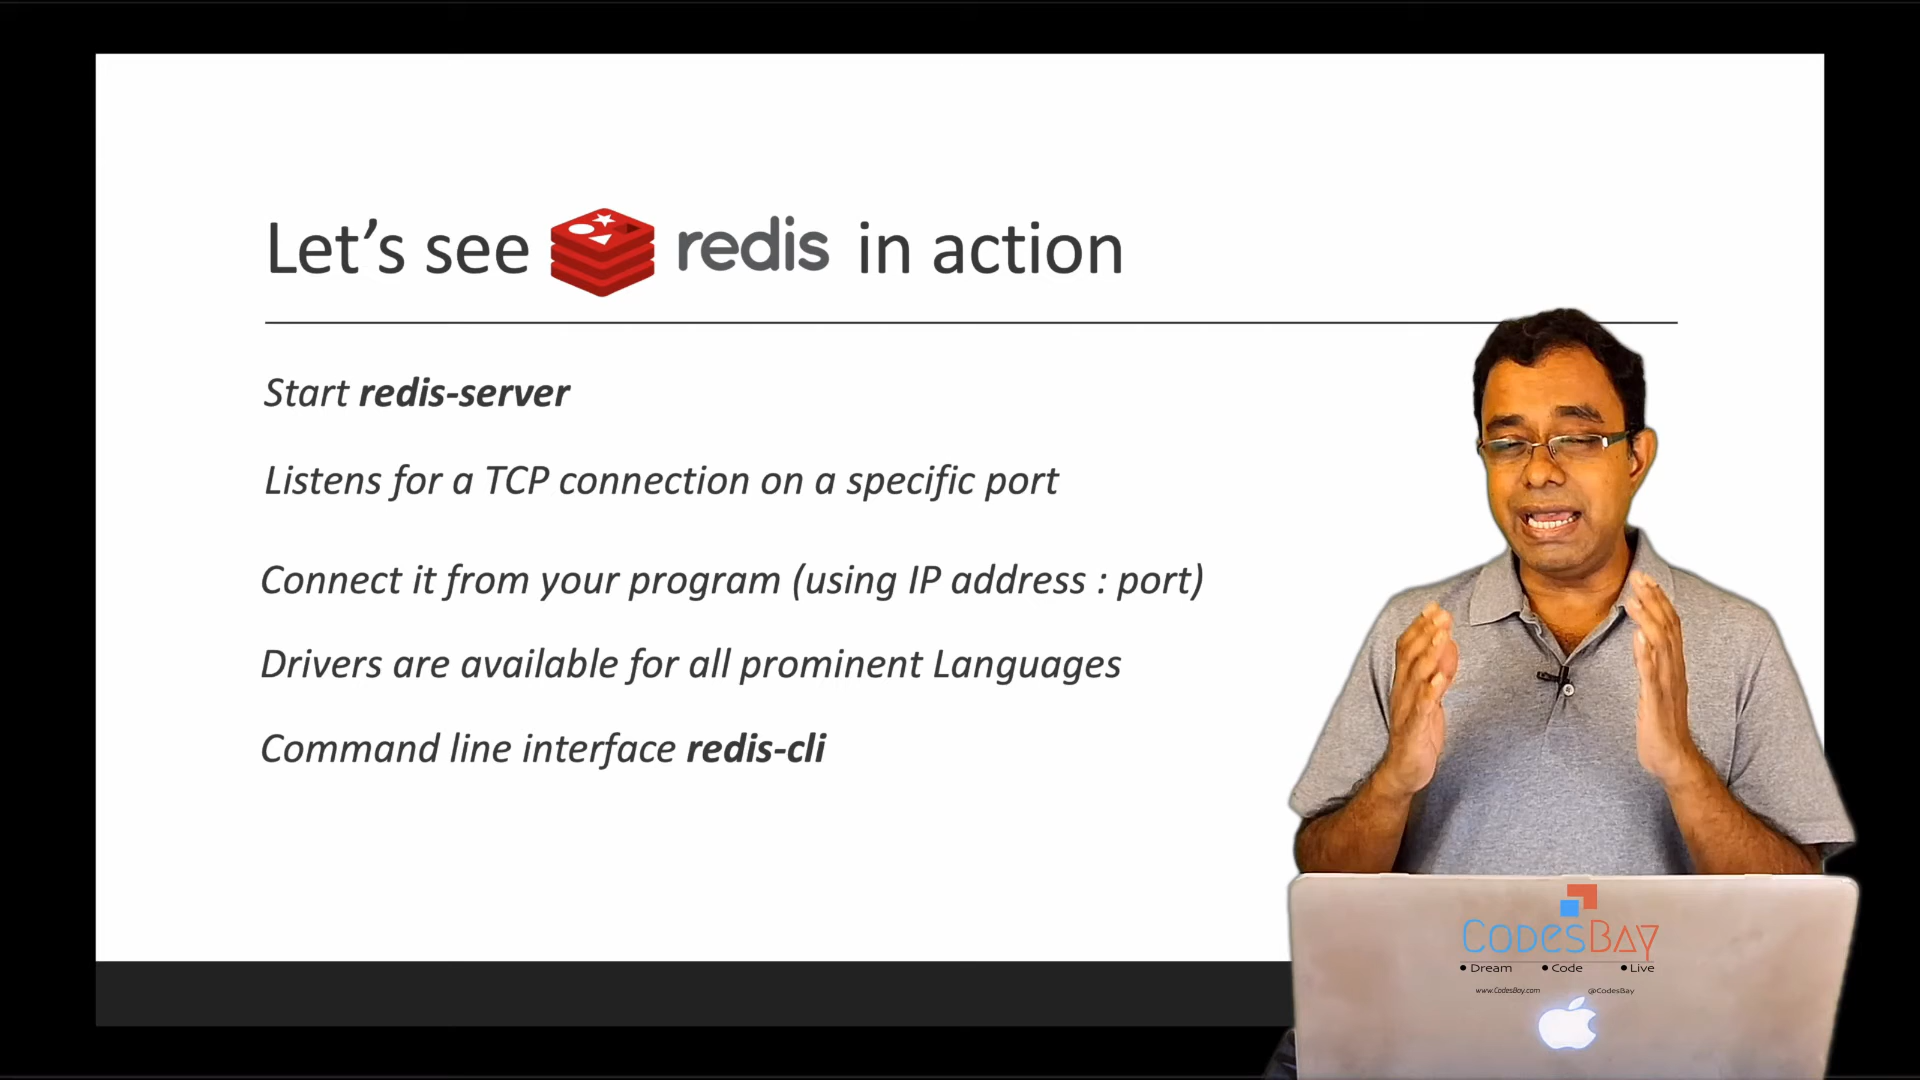 Let's see redis in action
Start redis-server
Listens for a TCP connection on a specific port
Connect it from your program (using IP address : port)
Drivers are available for all prominent Languages
Command line interface redis-cli
CodesBay
• Dream • Code • Live
www.CodesBay.com @CodesBay